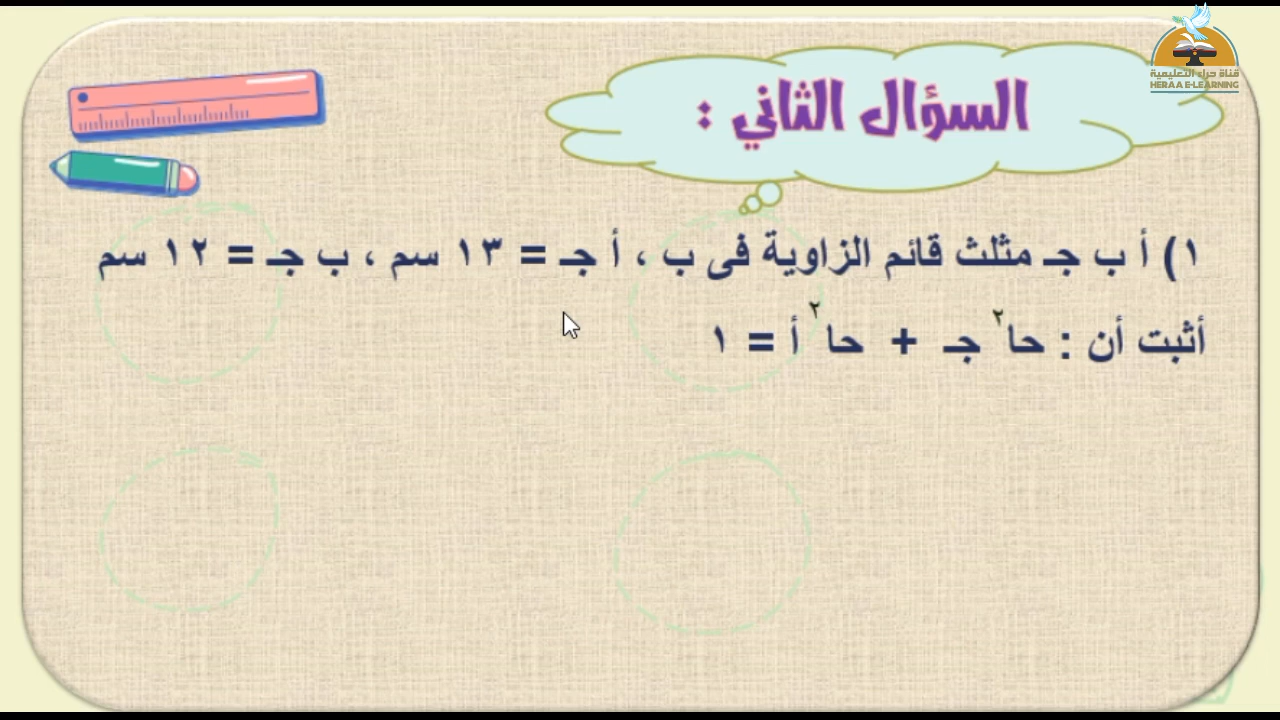 قناة حراء التعليمية
HERAA E-LEARNING
السؤال الثاني :
١) أ ب جـ مثلث قائم الزاوية فى ب ، أ جـ = ١٣ سم ، ب جـ = ١٢ سم
أثبت أن : حا٢ جـ + حا٢ أ = ١